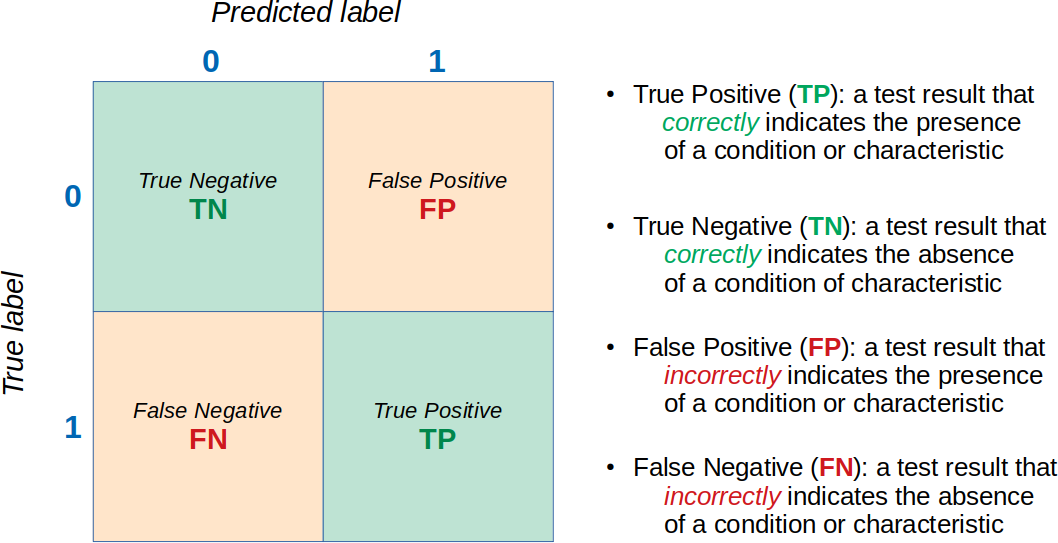 Predicted label
0 1
True label
0
True Negative
TN
False Positive
FP
1
False Negative
FN
True Positive
TP
• True Positive (TP): a test result that
correctly indicates the presence
of a condition or characteristic
• True Negative (TN): a test result that
correctly indicates the absence
of a condition of characteristic
• False Positive (FP): a test result that
incorrectly indicates the presence
of a condition or characteristic
• False Negative (FN): a test result that
incorrectly indicates the absence
of a condition or characteristic